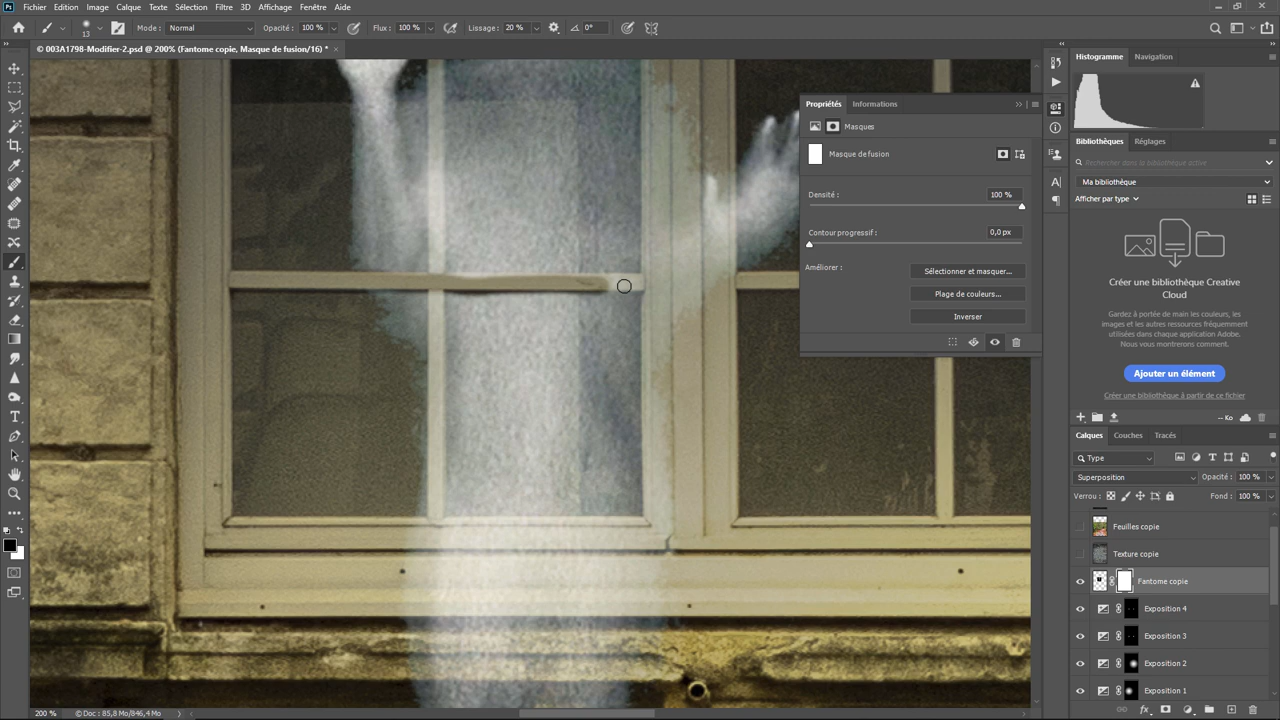 Fichier Edition Image Calque Texte Sélection Filtre 3D Affichage Fenêtre Aide
13 Mode : Normal Opacité : 100 % Flux : 100 % Lissage : 20 % 0°
© 003A1798-Modifier-2.psd @ 200% (Fantome copie, Masque de fusion/16) * ×
Histogramme Navigation
Propriétés Informations
Masques
Masque de fusion
Densité : 100 %
Contour progressif : 0,0 px
Améliorer : Sélectionner et masquer...
Plage de couleurs...
Inverser
Bibliothèques Réglages
Rechercher dans la bibliothèque active
Ma bibliothèque
Afficher par type
Créer une bibliothèque Creative
Cloud
Gardez à portée de main les couleurs,
les images et les autres ressources fréquemment
utilisées dans chaque application Adobe.
Nous vous montrerons comment.
Ajouter un élément
Créer une bibliothèque à partir de ce fichier
-- Ko
Calques Couches Tracés
Type
Superposition Opacité : 100 %
Verrou : Fond : 100 %
Feuilles copie
Texture copie
Fantome copie
Exposition 4
Exposition 3
Exposition 2
Exposition 1
200 % Doc : 85,8 Mo/846,4 Mo